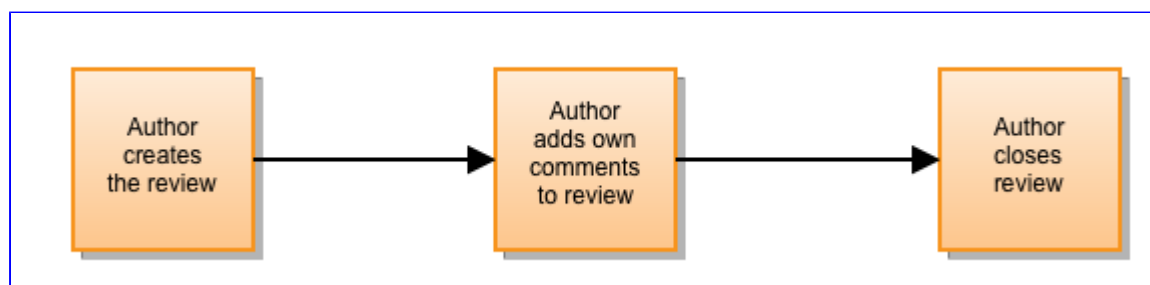 Author
creates
the review
Author
adds own
comments
to review
Author
closes
review